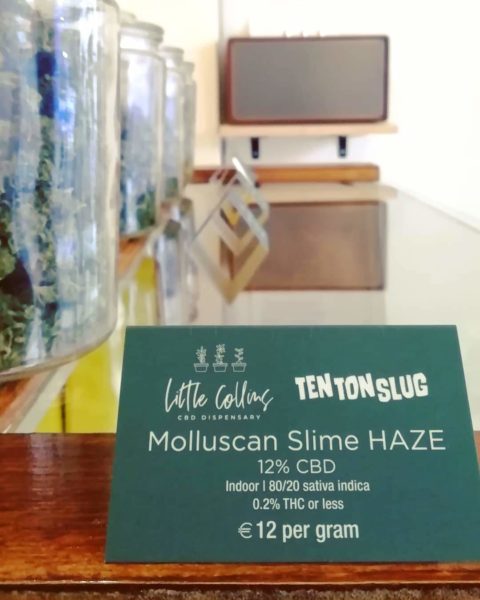 Little Collins
CBD DISPENSARY
TEN TON SLUG
Molluscan Slime HAZE
12% CBD
Indoor | 80/20 sativa indica
0.2% THC or less
€12 per gram